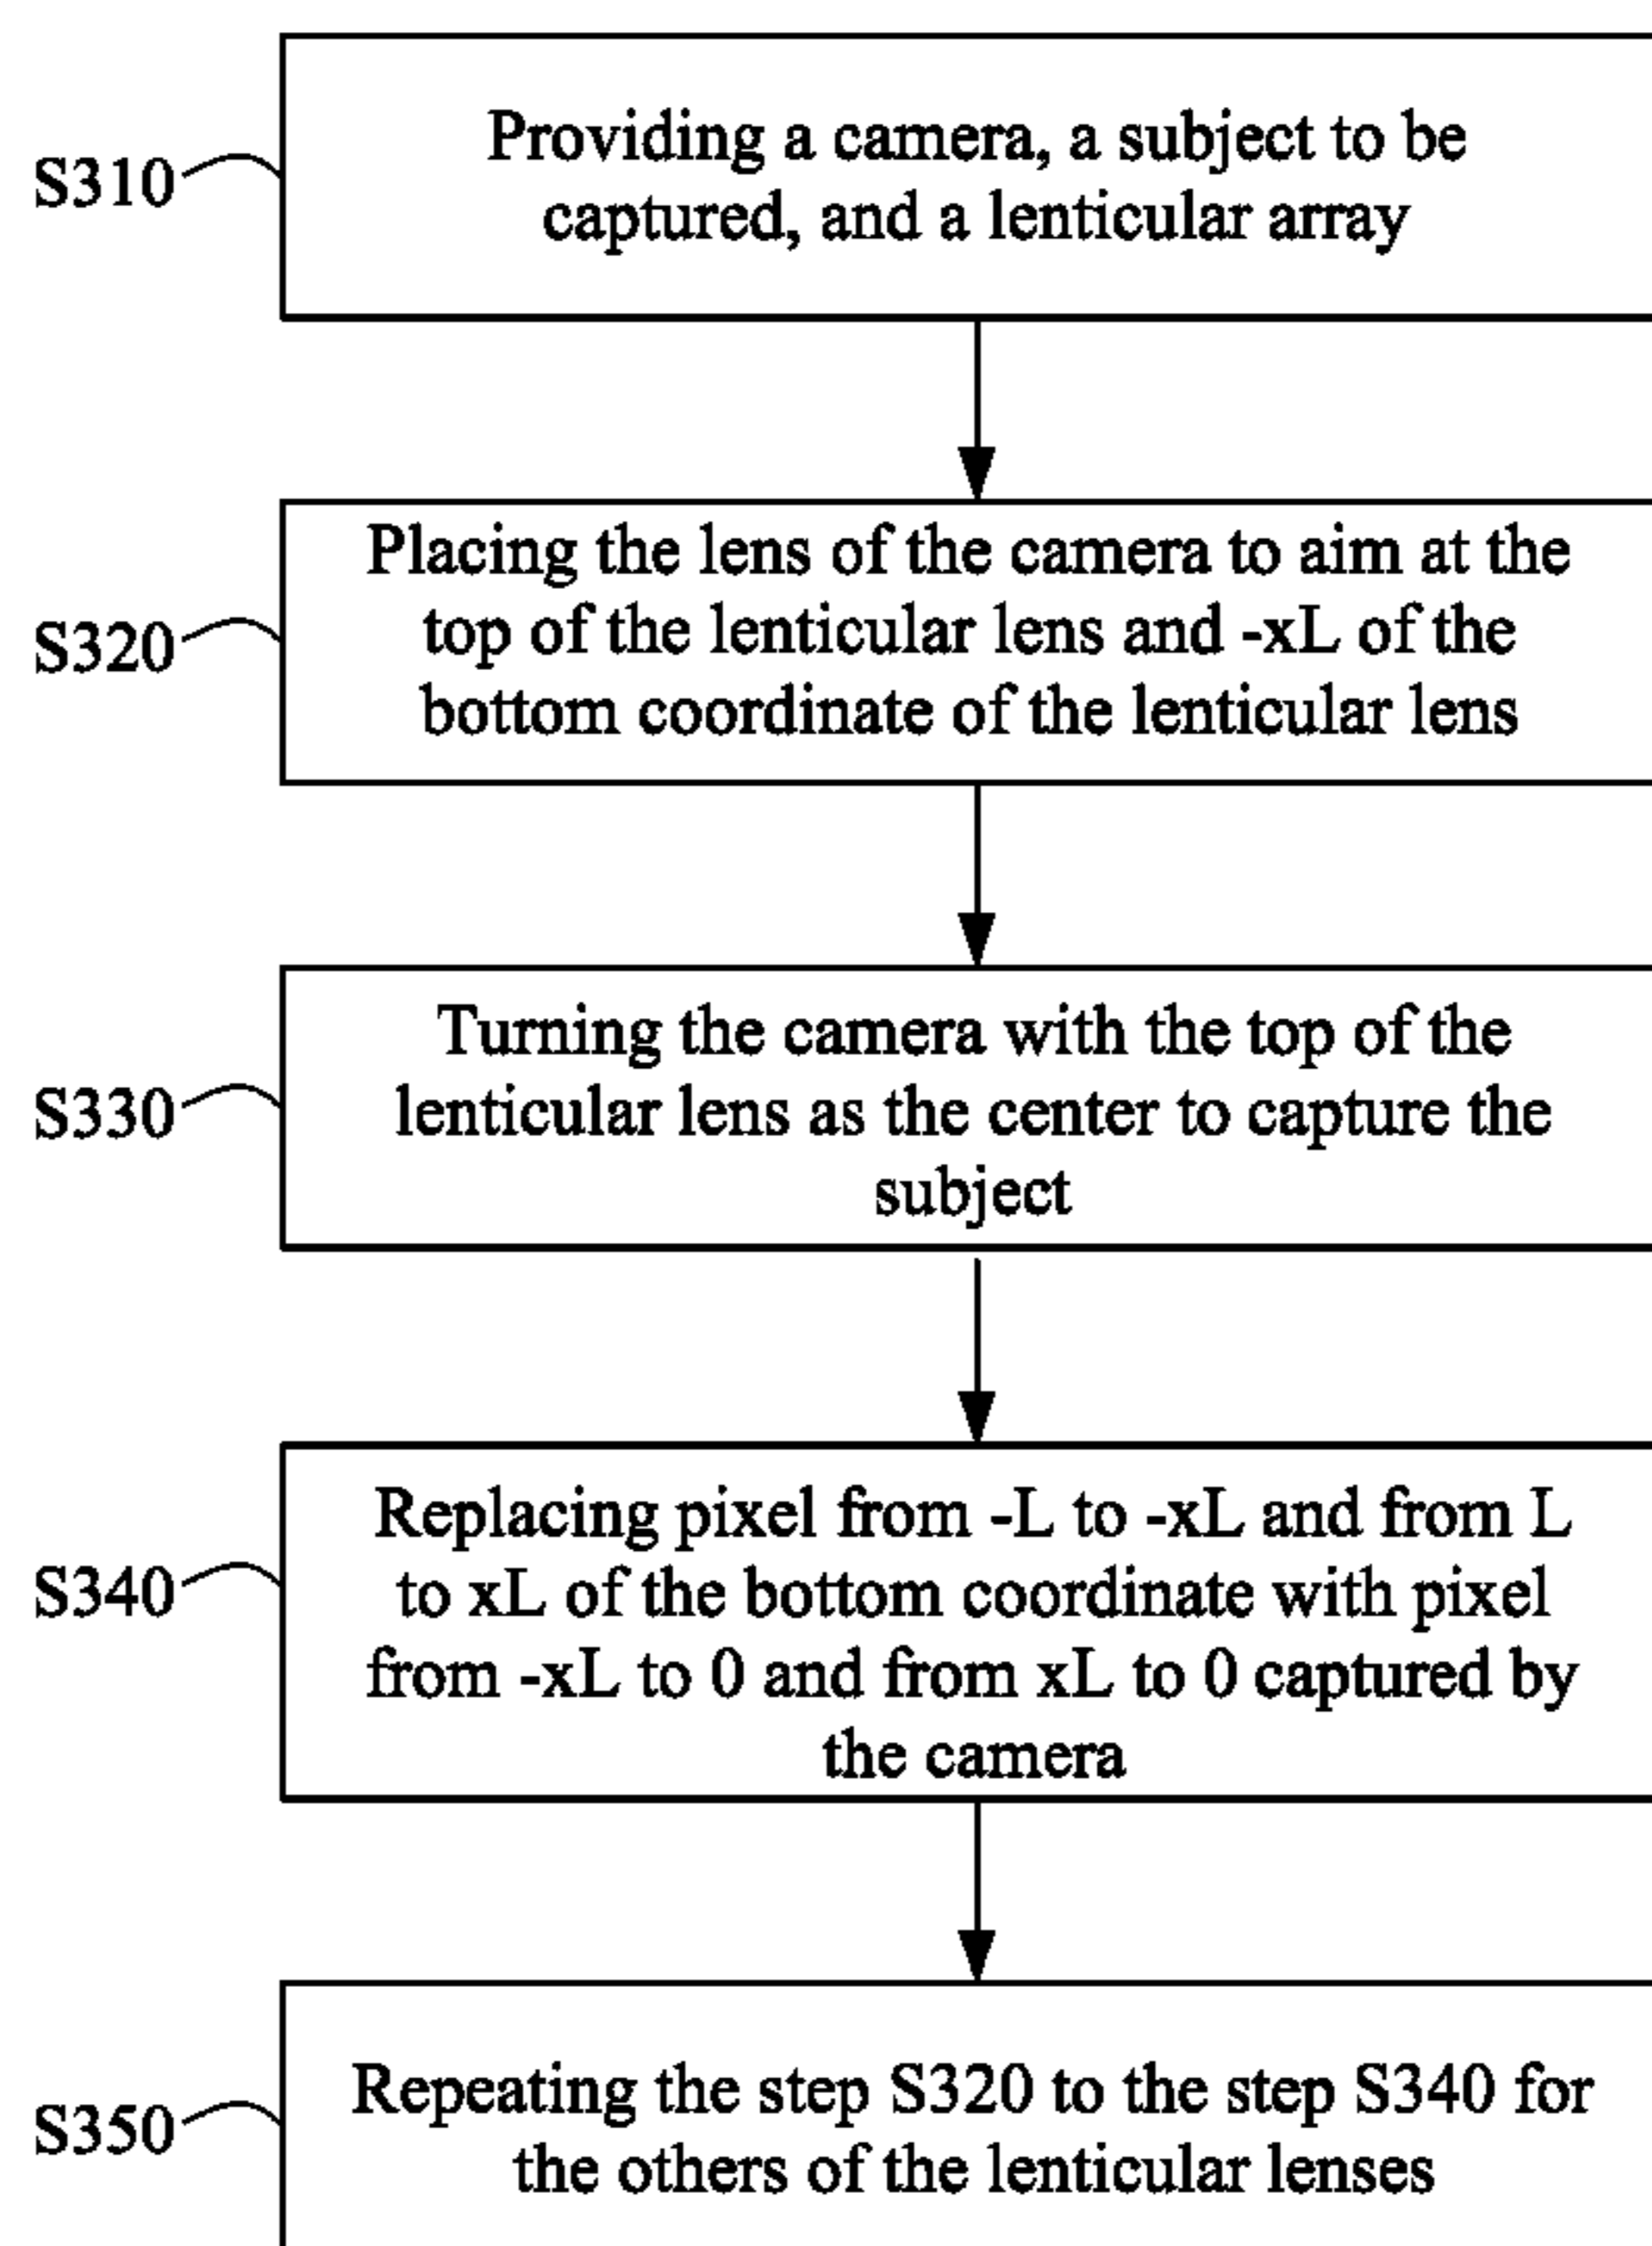 S310
Providing a camera, a subject to be
captured, and a lenticular array
S320
Placing the lens of the camera to aim at the
top of the lenticular lens and -xL of the
bottom coordinate of the lenticular lens
S330
Turning the camera with the top of the
lenticular lens as the center to capture the
subject
S340
Replacing pixel from -L to -xL and from L
to xL of the bottom coordinate with pixel
from -xL to 0 and from xL to 0 captured by
the camera
S350
Repeating the step S320 to the step S340 for
the others of the lenticular lenses